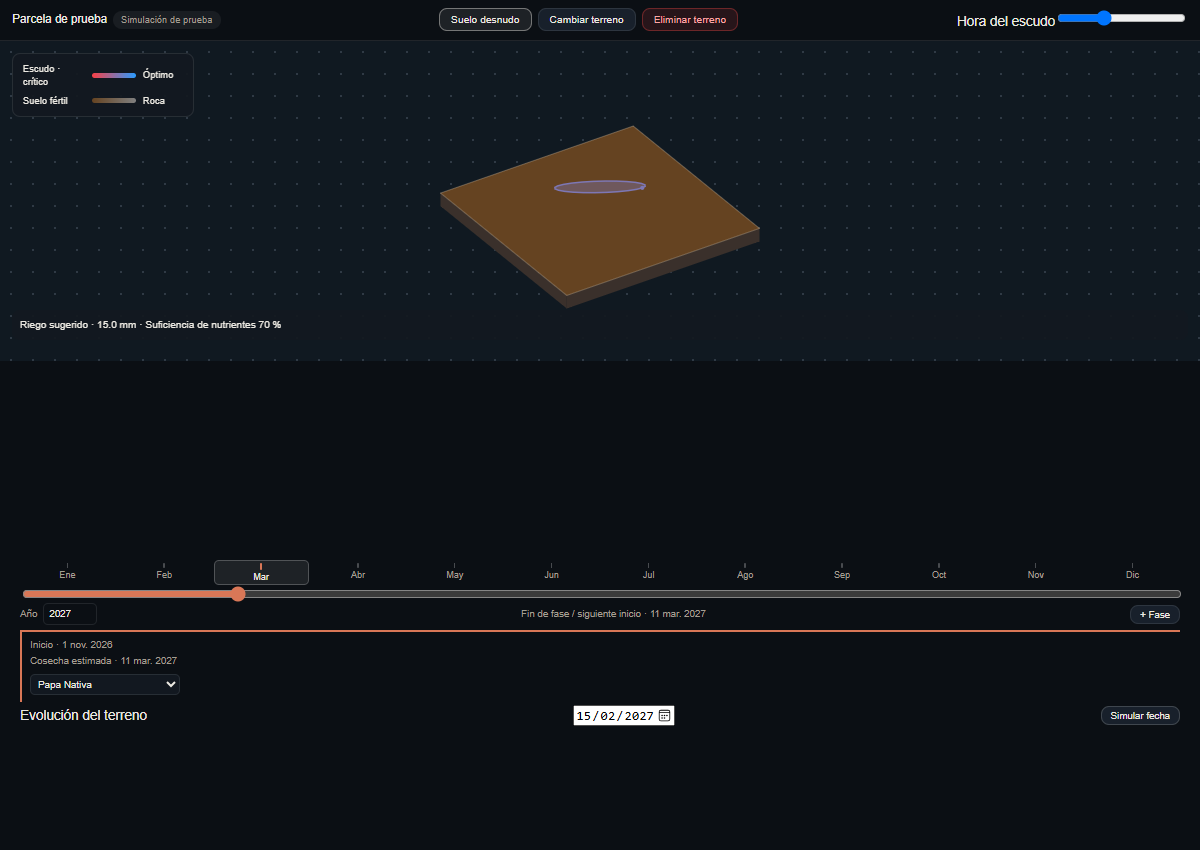 Parcela de prueba Simulación de prueba Suelo desnudo Cambiar terreno Eliminar terreno Hora del escudo
Escudo ·
crítico Óptimo
Suelo fértil Roca
Riego sugerido · 15.0 mm · Suficiencia de nutrientes 70 %
Ene Feb Mar Abr May Jun Jul Ago Sep Oct Nov Dic
Año 2027 Fin de fase / siguiente inicio · 11 mar. 2027 + Fase
Inicio · 1 nov. 2026
Cosecha estimada · 11 mar. 2027
Papa Nativa
Evolución del terreno 15/02/2027 Simular fecha